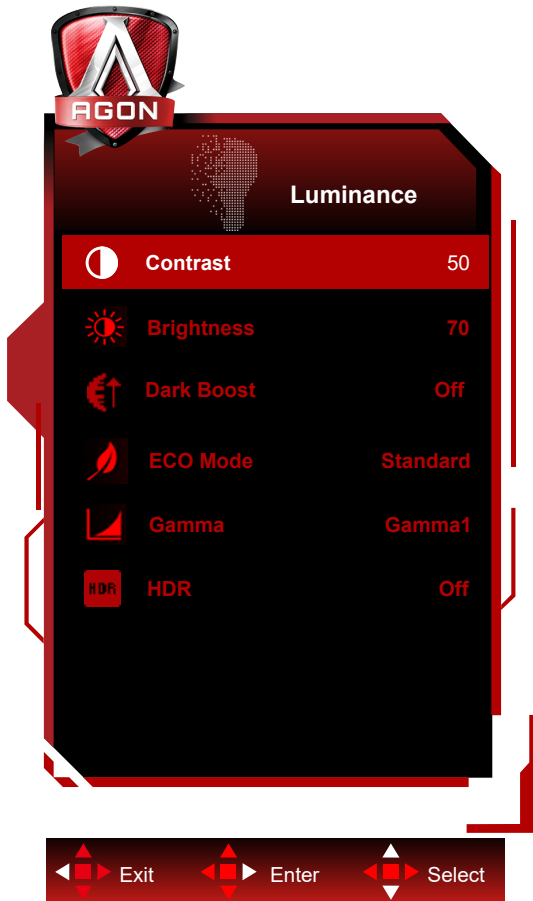 AGON
Luminance
Contrast 50
Brightness 70
Dark Boost Off
ECO Mode Standard
Gamma Gamma1
HDR HDR Off
Exit Enter Select